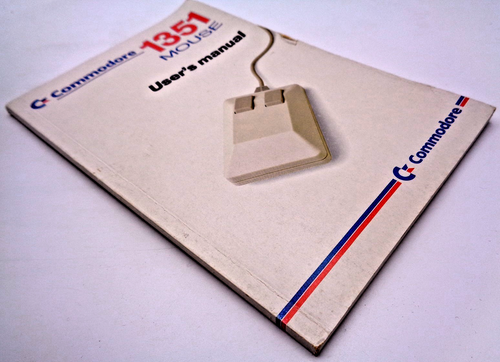 Commodore 1351
MOUSE
User's manual
Commodore